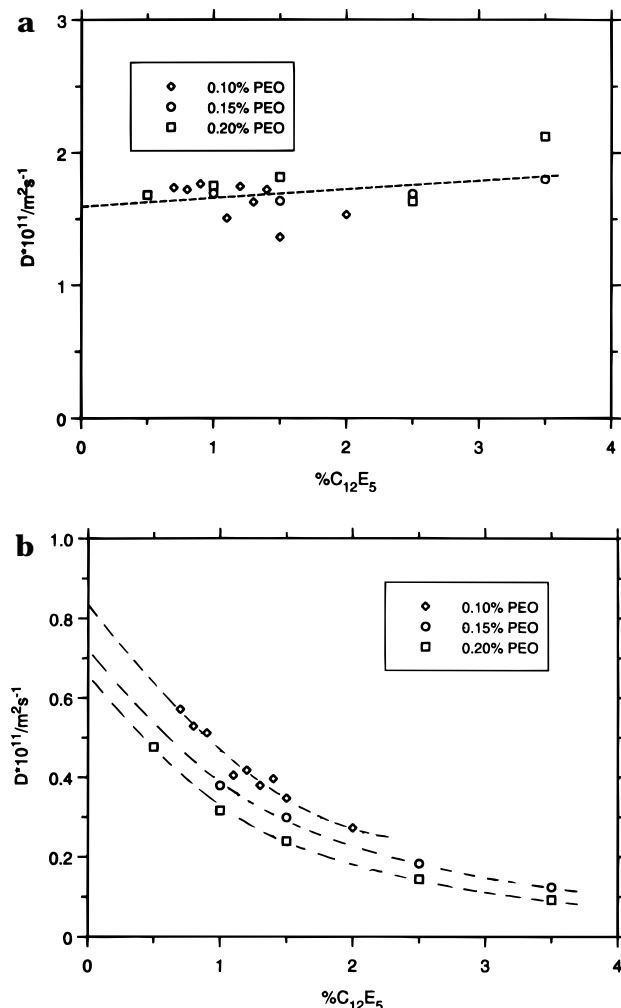 a
3
2
1
0
D*10¹¹/m²s⁻¹
0.10% PEO
0.15% PEO
0.20% PEO
0 1 2 3 4
%C₁₂E₅
b
1.0
0.8
0.6
0.4
0.2
0
D*10¹¹/m²s⁻¹
0.10% PEO
0.15% PEO
0.20% PEO
0 1 2 3 4
%C₁₂E₅